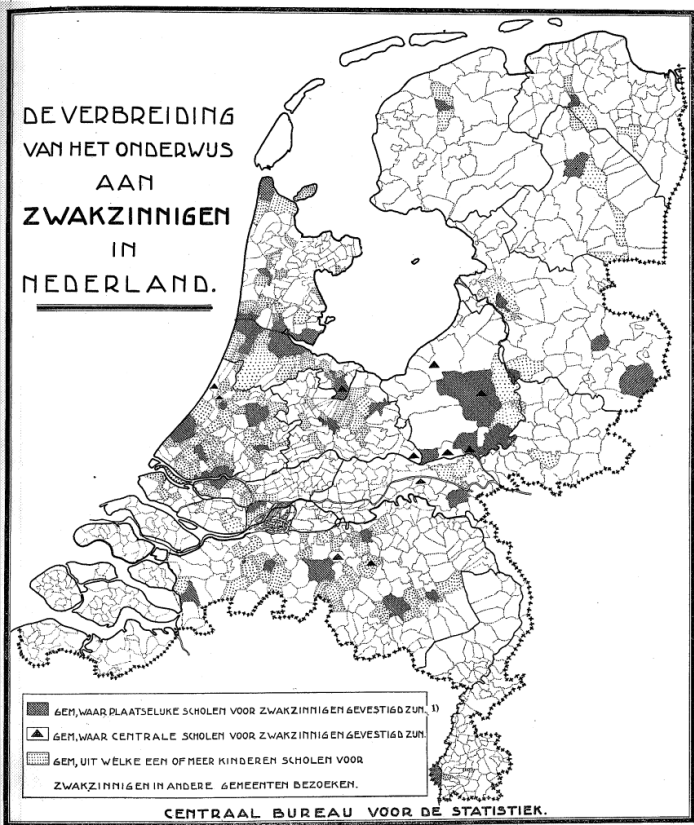 DE VERBREIDING
VAN HET ONDERWIJS
AAN
ZWAKZINNIGEN
IN
NEDERLAND.
GEM, WAAR PLAATSELIJKE SCHOLEN VOOR ZWAKZINNIGEN GEVESTIGD ZIJN. 1)
GEM, WAAR CENTRALE SCHOLEN VOOR ZWAKZINNIGEN GEVESTIGD ZIJN.
GEM, UIT WÈLKE EEN OF MEER KINDEREN SCHOLEN VOOR
ZWAKZINNIGEN IN ANDERE GEMEENTEN BEZOEKEN.
CENTRAAL BUREAU VOOR DE STATISTIEK.